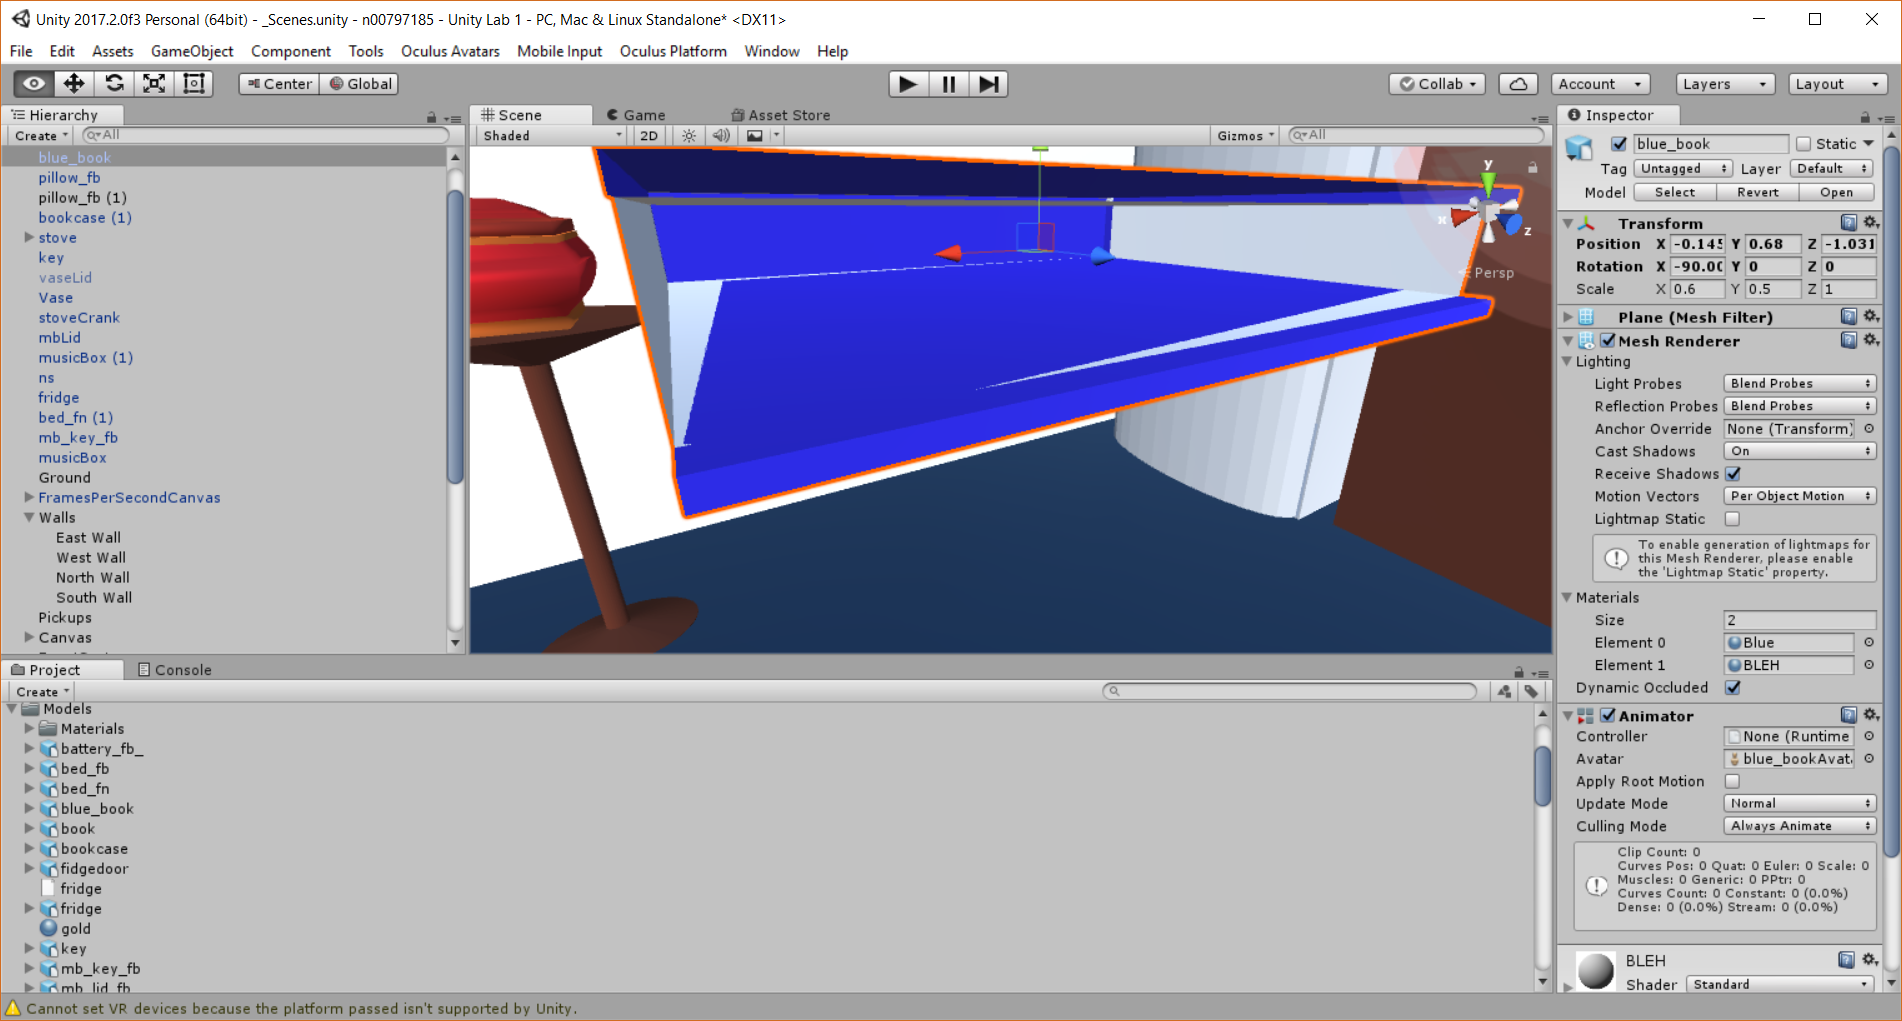 Unity 2017.2.0f3 Personal (64bit) - _Scenes.unity - n00797185 - Unity Lab 1 - PC, Mac & Linux Standalone* <DX11>
File Edit Assets GameObject Component Tools Oculus Avatars Mobile Input Oculus Platform Window Help
Center Global Collab Account Layers Layout
Hierarchy
Create All
blue_book
pillow_fb
pillow_fb (1)
bookcase (1)
stove
key
vaseLid
Vase
stoveCrank
mbLid
musicBox (1)
ns
fridge
bed_fn (1)
mb_key_fb
musicBox
Ground
FramesPerSecondCanvas
Walls
East Wall
West Wall
North Wall
South Wall
Pickups
Canvas
Scene Game Asset Store
Shaded 2D Gizmos All
y
x
z
Persp
Inspector
blue_book Static
Tag Untagged Layer Default
Model Select Revert Open
Transform
Position X -0.145 Y 0.68 Z -1.031
Rotation X -90.00 Y 0 Z 0
Scale X 0.6 Y 0.5 Z 1
Plane (Mesh Filter)
Mesh Renderer
Lighting
Light Probes Blend Probes
Reflection Probes Blend Probes
Anchor Override None (Transform)
Cast Shadows On
Receive Shadows
Motion Vectors Per Object Motion
Lightmap Static
To enable generation of lightmaps for
this Mesh Renderer, please enable
the 'Lightmap Static' property.
Materials
Size 2
Element 0 Blue
Element 1 BLEH
Dynamic Occluded
Animator
Controller None (Runtime
Avatar blue_bookAvat
Apply Root Motion
Update Mode Normal
Culling Mode Always Animate
Clip Count: 0
Curves Pos: 0 Quat: 0 Euler: 0 Scale: 0
Muscles: 0 Generic: 0 PPtr: 0
Curves Count: 0 Constant: 0 (0.0%)
Dense: 0 (0.0%) Stream: 0 (0.0%)
BLEH
Shader Standard
Project Console
Create
Models
Materials
battery_fb_
bed_fb
bed_fn
blue_book
book
bookcase
fidgedoor
fridge
fridge
gold
key
mb_key_fb
mb_lid_fb
Cannot set VR devices because the platform passed isn't supported by Unity.